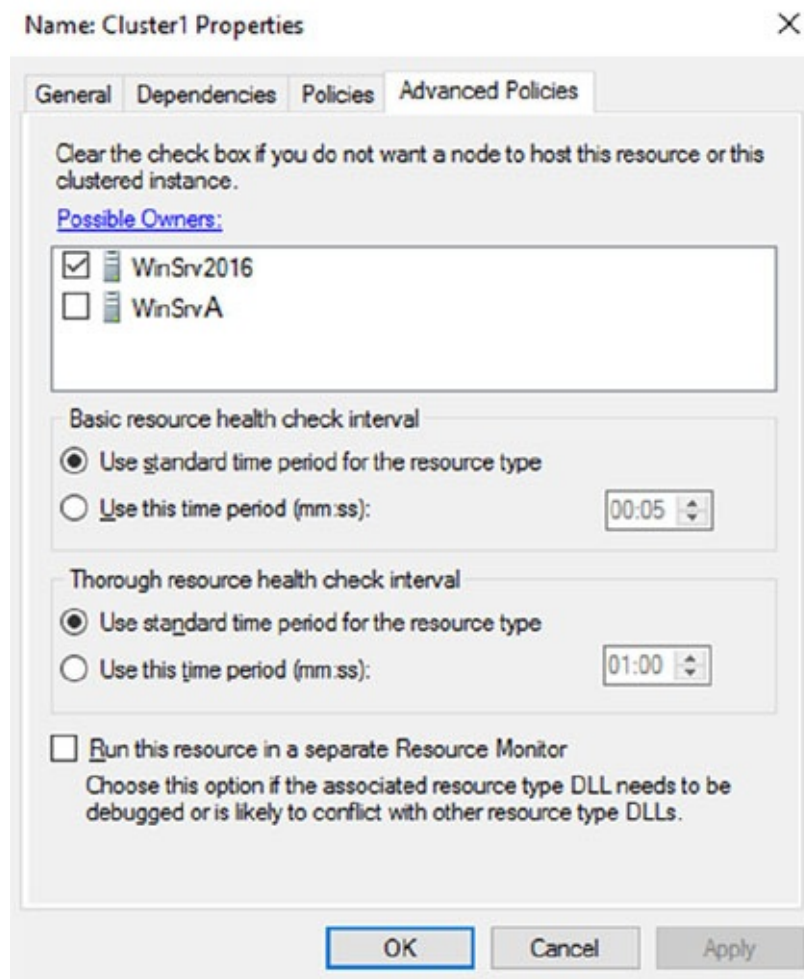 Name: Cluster1 Properties
General Dependencies Policies Advanced Policies
Clear the check box if you do not want a node to host this resource or this
clustered instance.
Possible Owners:
WinSrv2016
WinSrvA
Basic resource health check interval
Use standard time period for the resource type
Use this time period (mm:ss): 00:05
Thorough resource health check interval
Use standard time period for the resource type
Use this time period (mm:ss): 01:00
Run this resource in a separate Resource Monitor
Choose this option if the associated resource type DLL needs to be
debugged or is likely to conflict with other resource type DLLs.
OK Cancel Apply